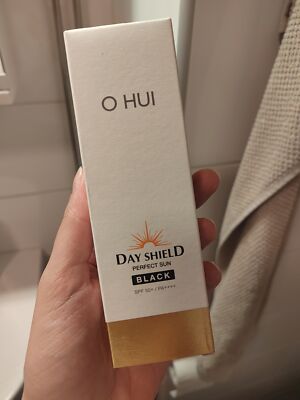 O HUI
DAY SHIELD
PERFECT SUN
BLACK
SPF 50+ / PA++++